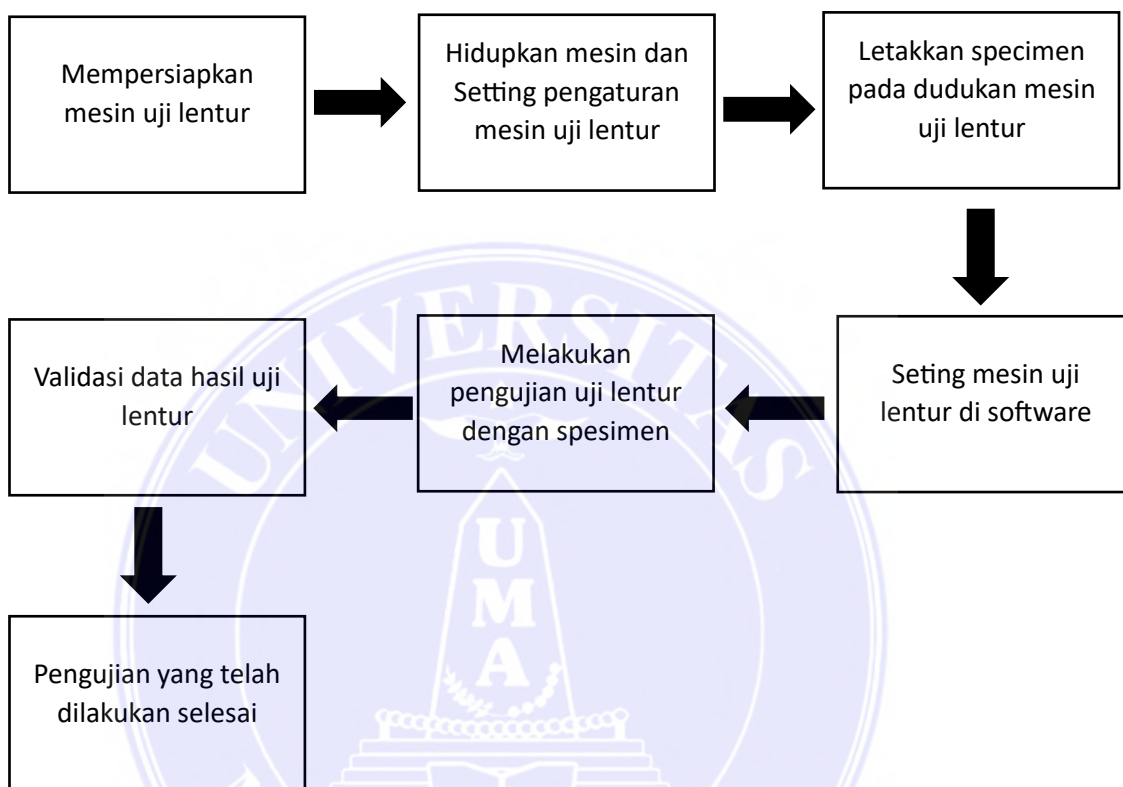 Mempersiapkan
mesin uji lentur
Hidupkan mesin dan
Setting pengaturan
mesin uji lentur
Letakkan specimen
pada dudukan mesin
uji lentur
Seting mesin uji
lentur di software
Melakukan
pengujian uji lentur
dengan spesimen
Validasi data hasil uji
lentur
Pengujian yang telah
dilakukan selesai
UNIVERSITAS
U
M
A